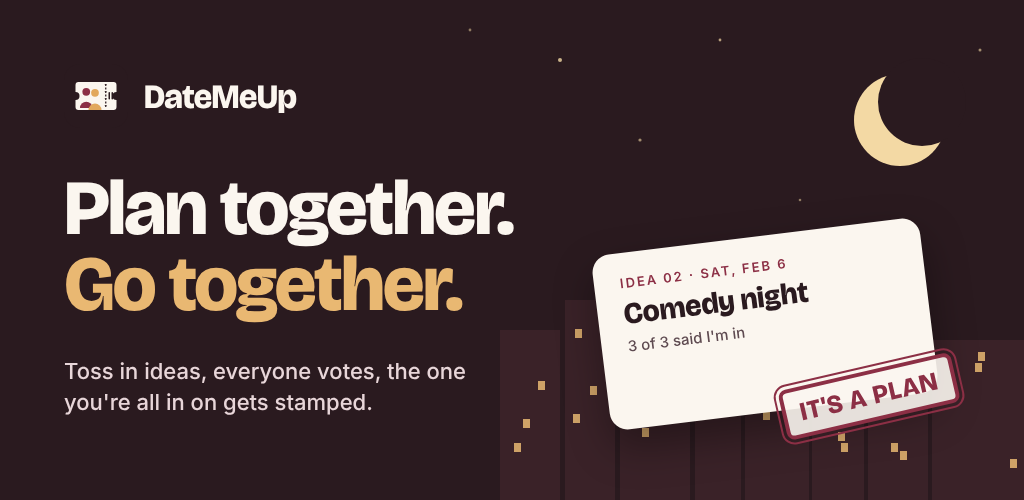 DateMeUp
Plan together.
Go together.
Toss in ideas, everyone votes, the one
you're all in on gets stamped.
IDEA 02 · SAT, FEB 6
Comedy night
3 of 3 said I'm in
IT'S A PLAN